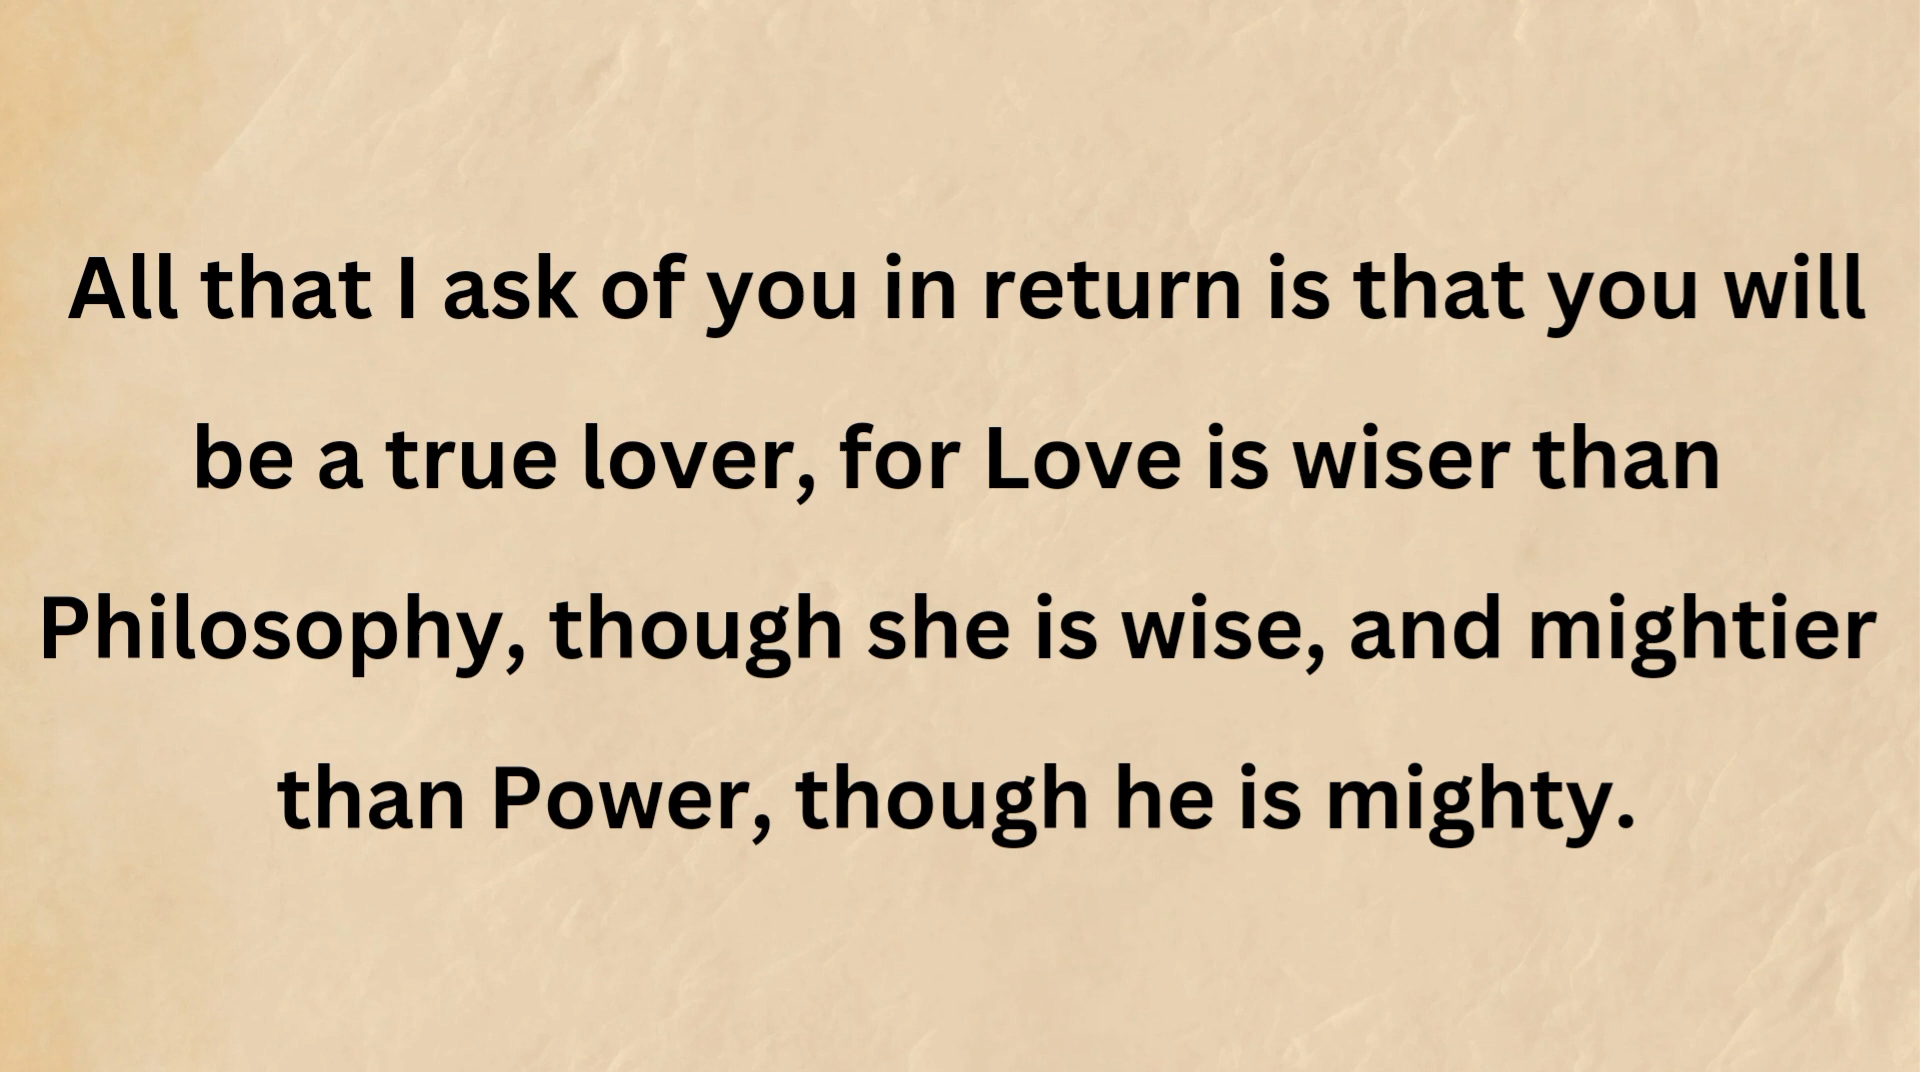 All that I ask of you in return is that you will
be a true lover, for Love is wiser than
Philosophy, though she is wise, and mightier
than Power, though he is mighty.